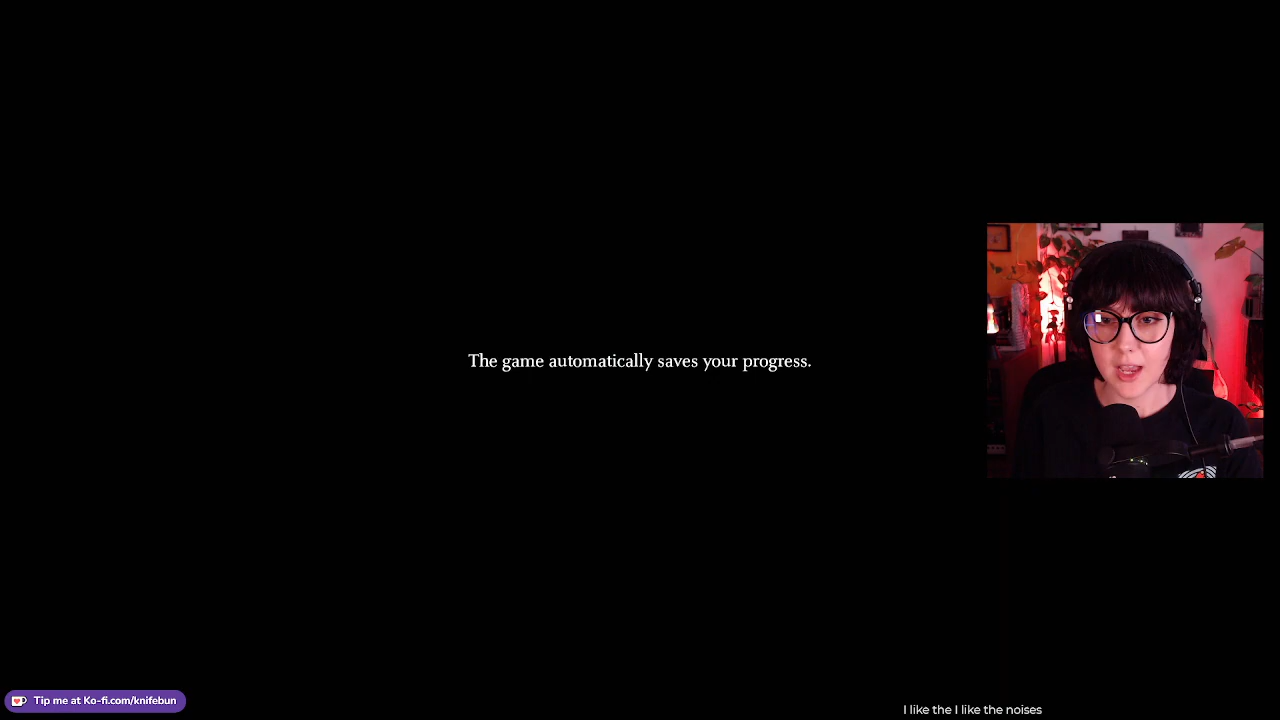 The game automatically saves your progress.
Tip me at Ko-fi.com/knifebun
I like the I like the noises